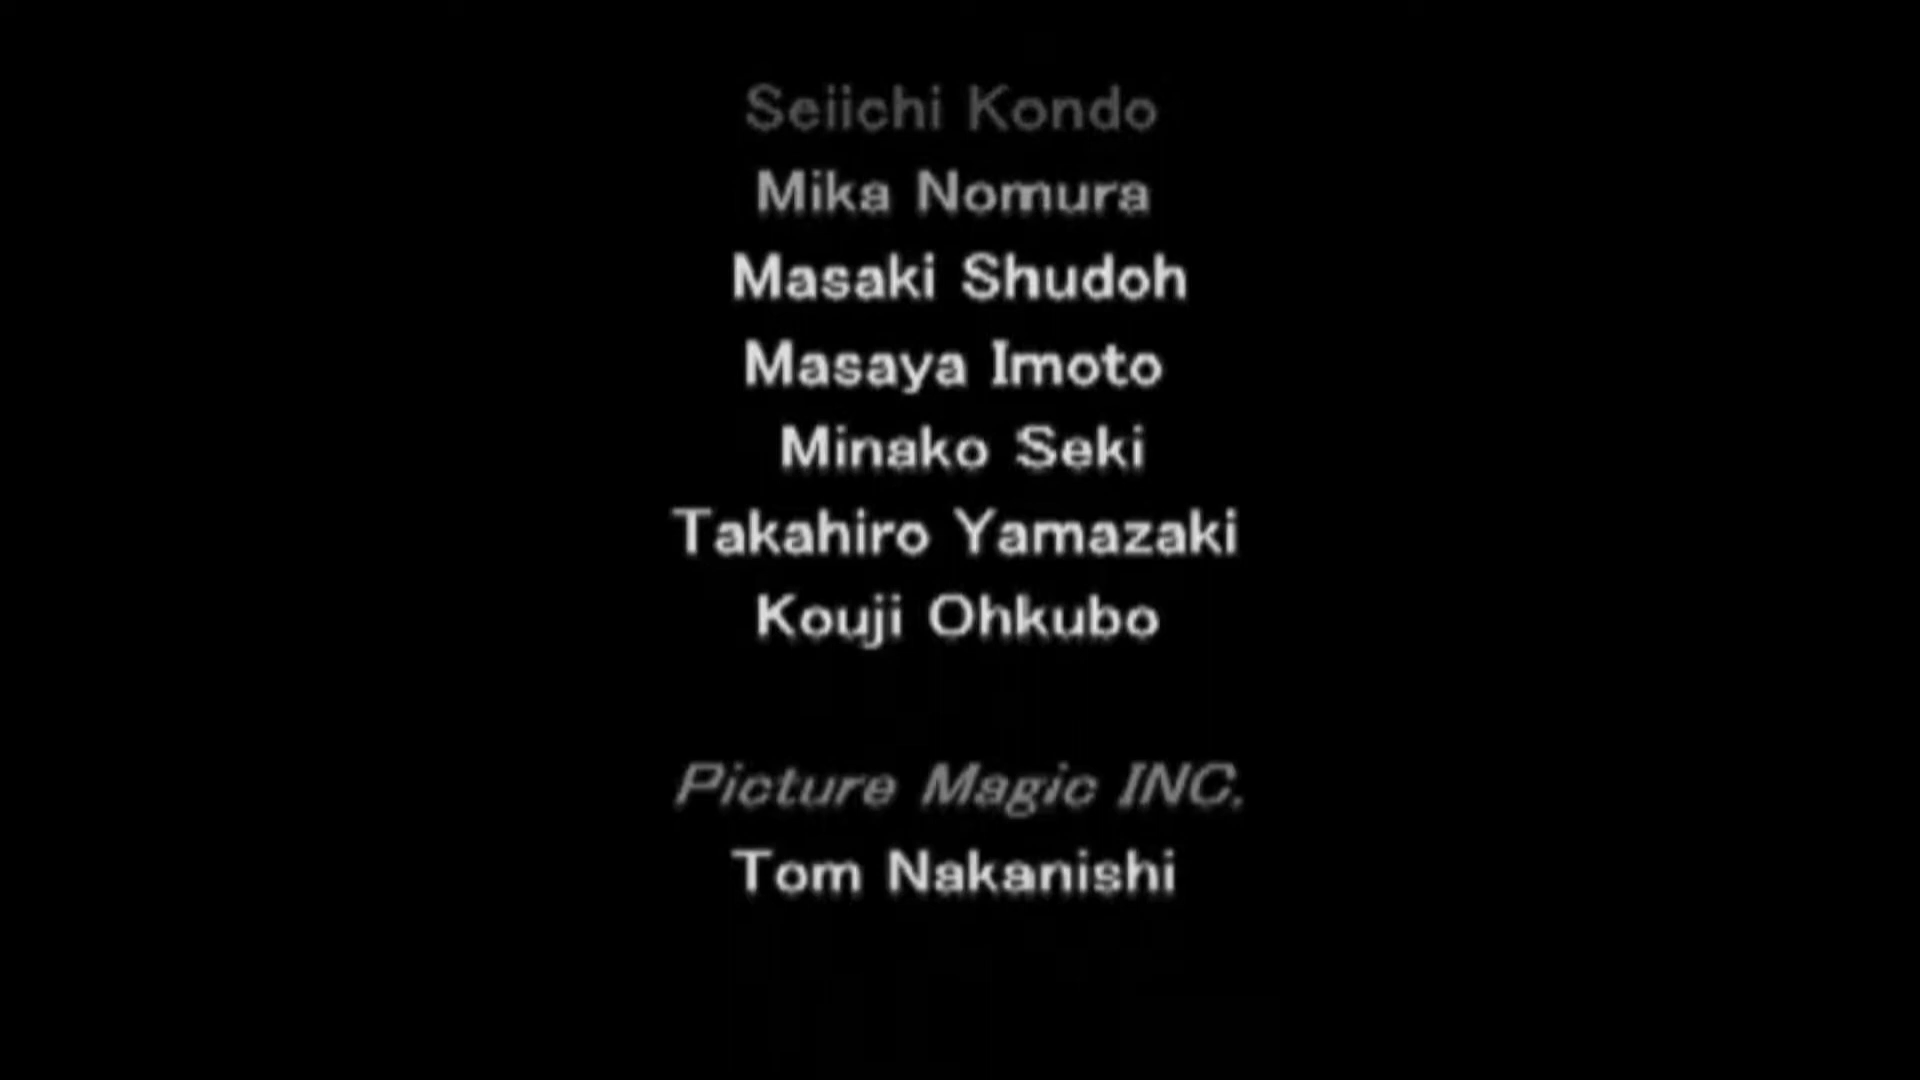 Seiichi Kondo
Mika Nomura
Masaki Shudoh
Masaya Imoto
Minako Seki
Takahiro Yamazaki
Kouji Ohkubo
Picture Magic INC.
Tom Nakanishi